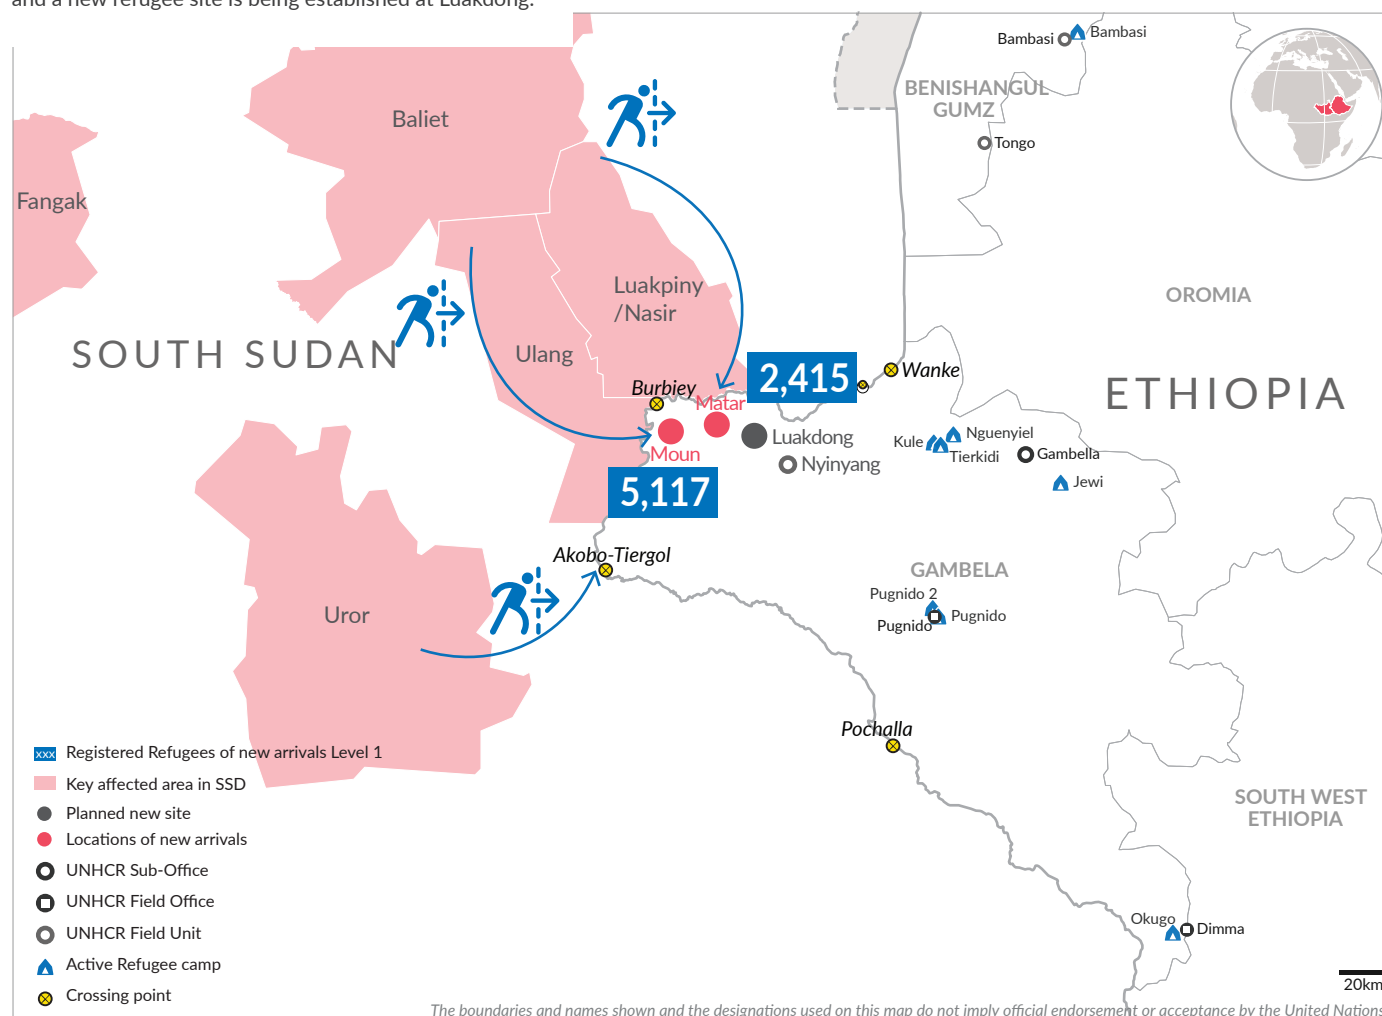 and a new refugee site is being established at Luakdong.
Bambasi
Bambasi
BENISHANGUL
GUMZ
Baliet
Tongo
Fangak
Luakpiny
/Nasir
OROMIA
SOUTH SUDAN
Ulang
2,415
Wanke
ETHIOPIA
Burbiey
Matar
Luakdong
Kule
Nguenyiel
Tierkidi
Gambella
Moun
Nyinyang
Jewi
5,117
Akobo-Tiergol
GAMBELA
Pugnido 2
Pugnido
Pugnido
Uror
Pochalla
xxx Registered Refugees of new arrivals Level 1
Key affected area in SSD
Planned new site
Locations of new arrivals
UNHCR Sub-Office
UNHCR Field Office
UNHCR Field Unit
Active Refugee camp
Crossing point
SOUTH WEST
ETHIOPIA
Okugo
Dimma
20km
The boundaries and names shown and the designations used on this map do not imply official endorsement or acceptance by the United Nations